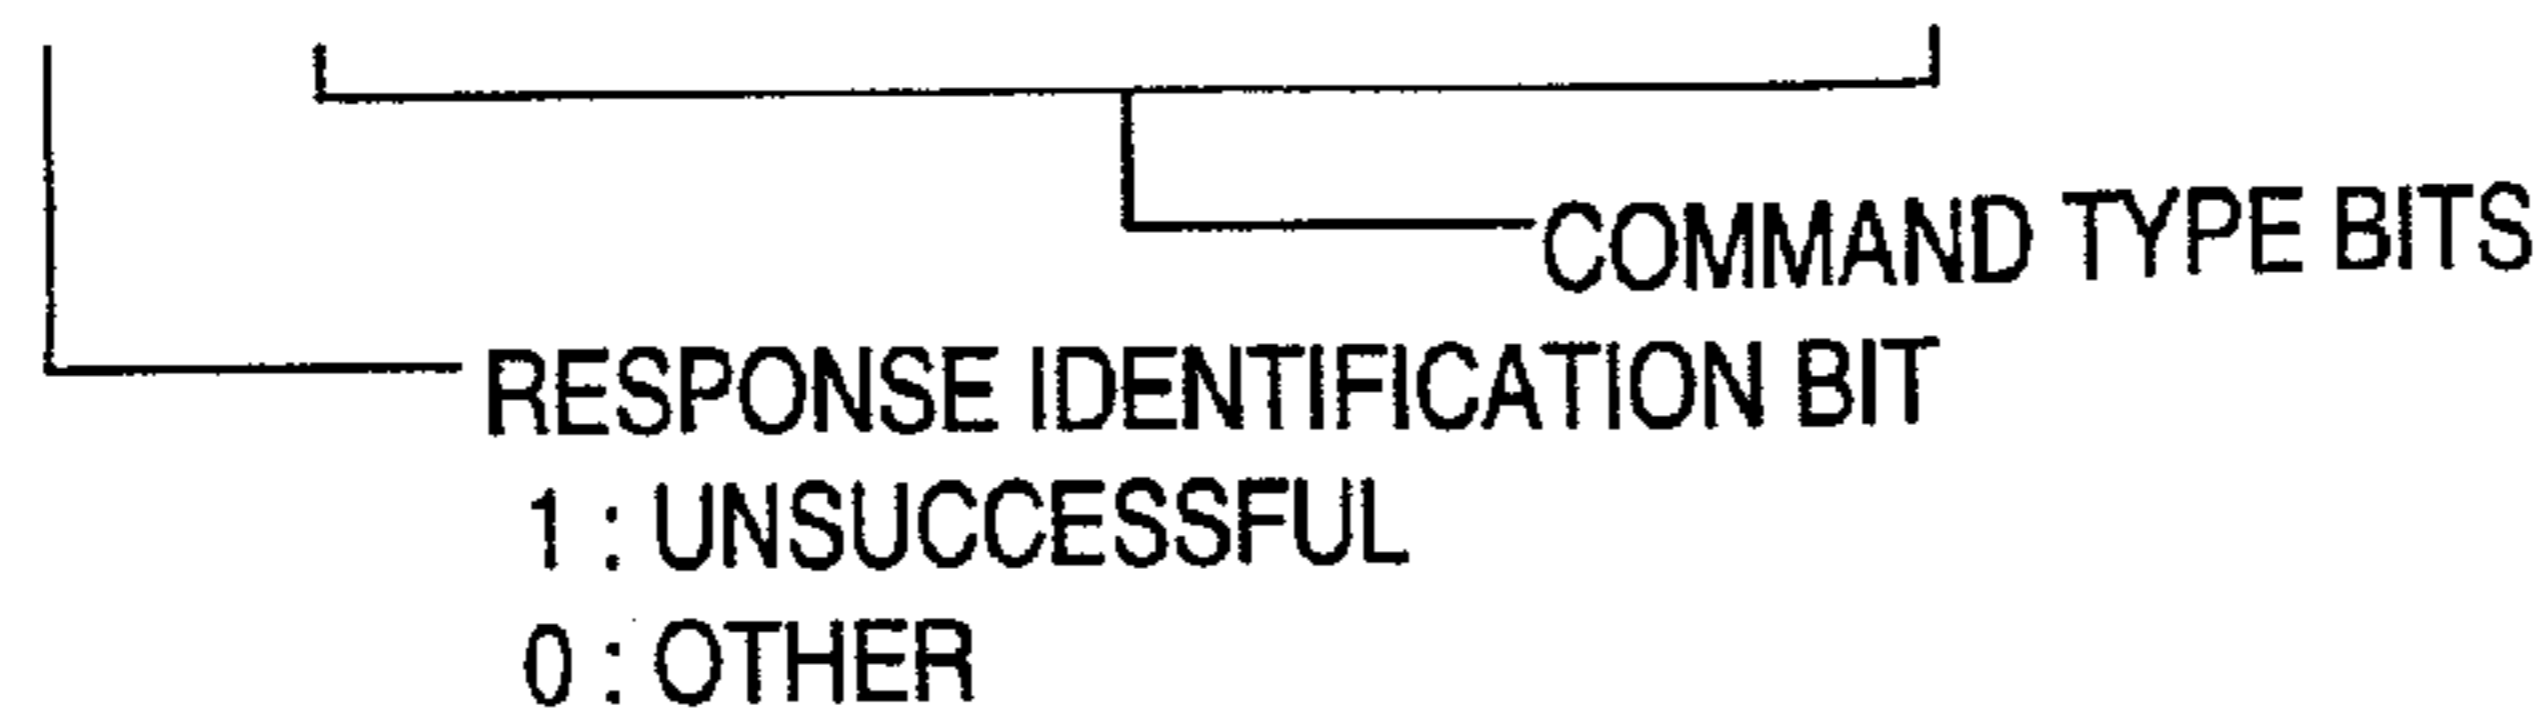 COMMAND TYPE BITS
RESPONSE IDENTIFICATION BIT
1 : UNSUCCESSFUL
0 : OTHER